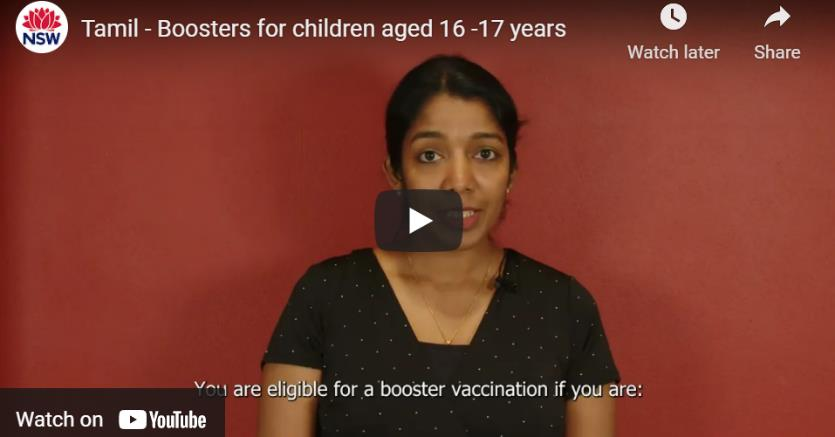 NSW
Tamil - Boosters for children aged 16 -17 years
Watch later
Share
You are eligible for a booster vaccination if you are:
Watch on YouTube